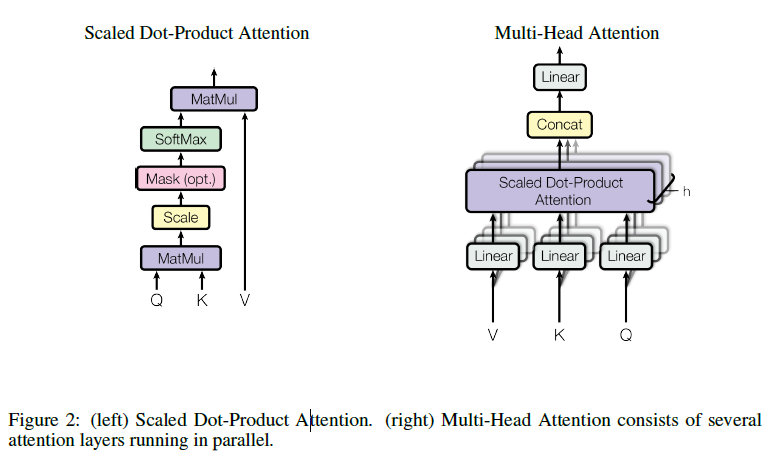 Scaled Dot-Product Attention
MatMul
SoftMax
Mask (opt.)
Scale
MatMul
Q K V
Multi-Head Attention
Linear
Concat
Scaled Dot-Product
Attention
h
Linear Linear Linear
V K Q
Figure 2: (left) Scaled Dot-Product Attention. (right) Multi-Head Attention consists of several
attention layers running in parallel.